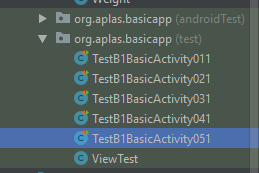 Weight
org.aplas.basicapp (androidTest)
org.aplas.basicapp (test)
TestB1BasicActivity011
TestB1BasicActivity021
TestB1BasicActivity031
TestB1BasicActivity041
TestB1BasicActivity051
ViewTest